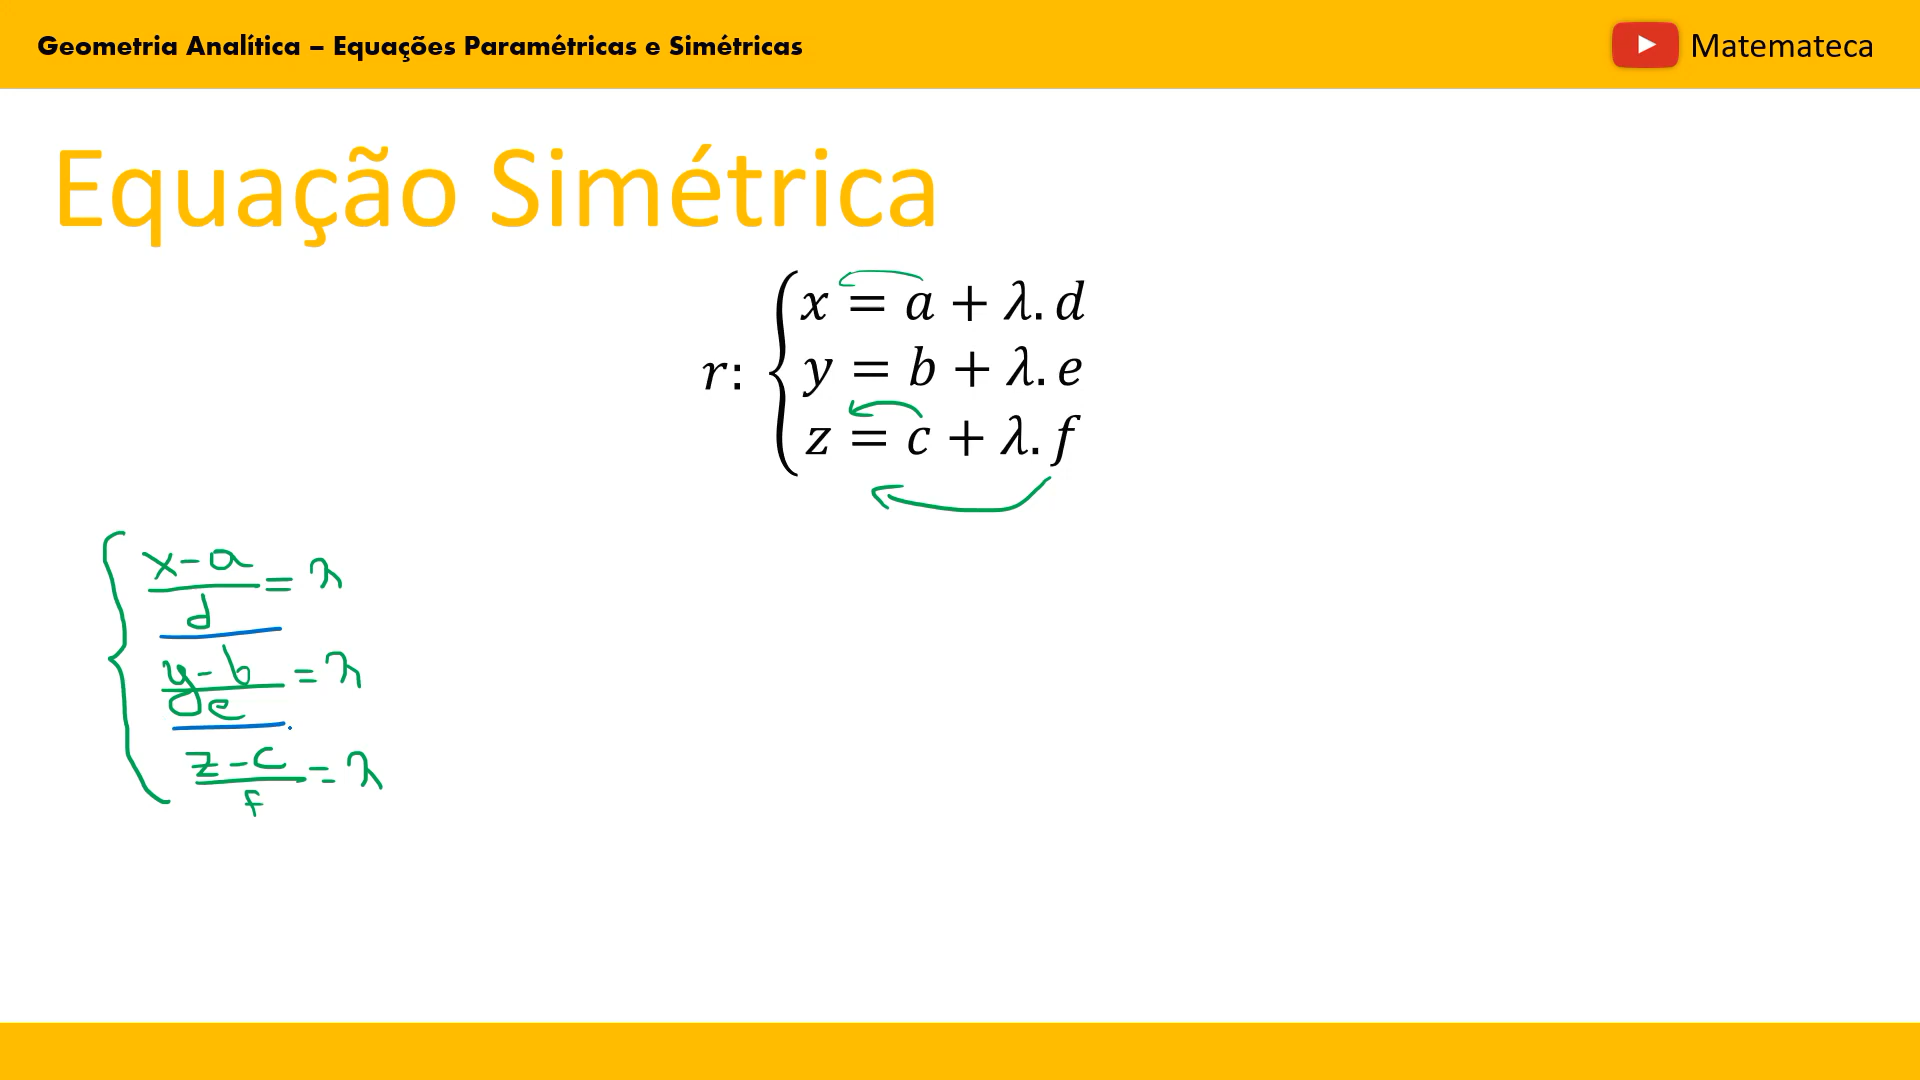 Geometria Analítica – Equações Paramétricas e Simétricas
Matemateca
Equação Simétrica
r: { x = a + λ. d
y = b + λ. e
z = c + λ. f
x-a/d = λ
y-b/e = λ
z-c/f = λ